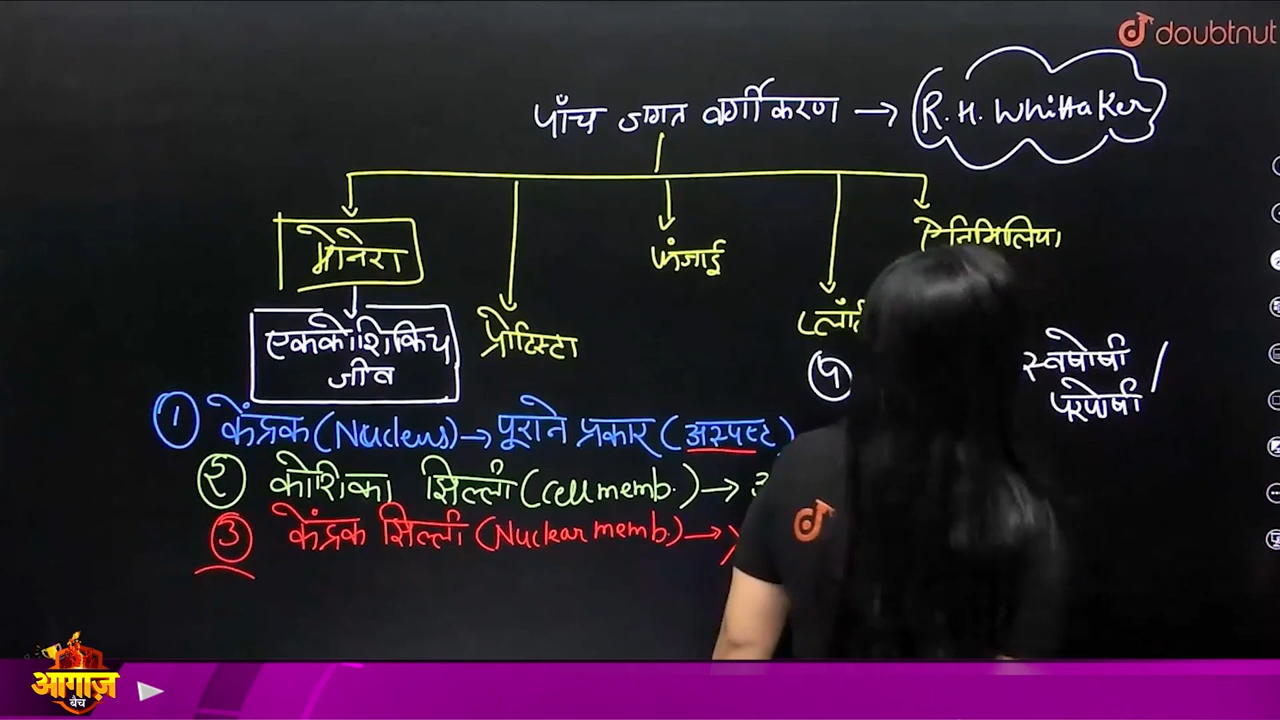 doubtnut
पाँच जगत वर्गीकरण → R. H. Whittaker
मोनेरा
फंजाई
ऐनिमिलिया
एककोशिकिय
जीव
प्रोटिस्टा
स्वपोषी /
परपोषी
① केंद्रक (Nucleus) → पूराने प्रकार (अस्पष्ट)
② कोशिका झिल्ली (Cell memb.) →
③ केंद्रक झिल्ली (Nuclear memb.) →
आगाज़
बैच